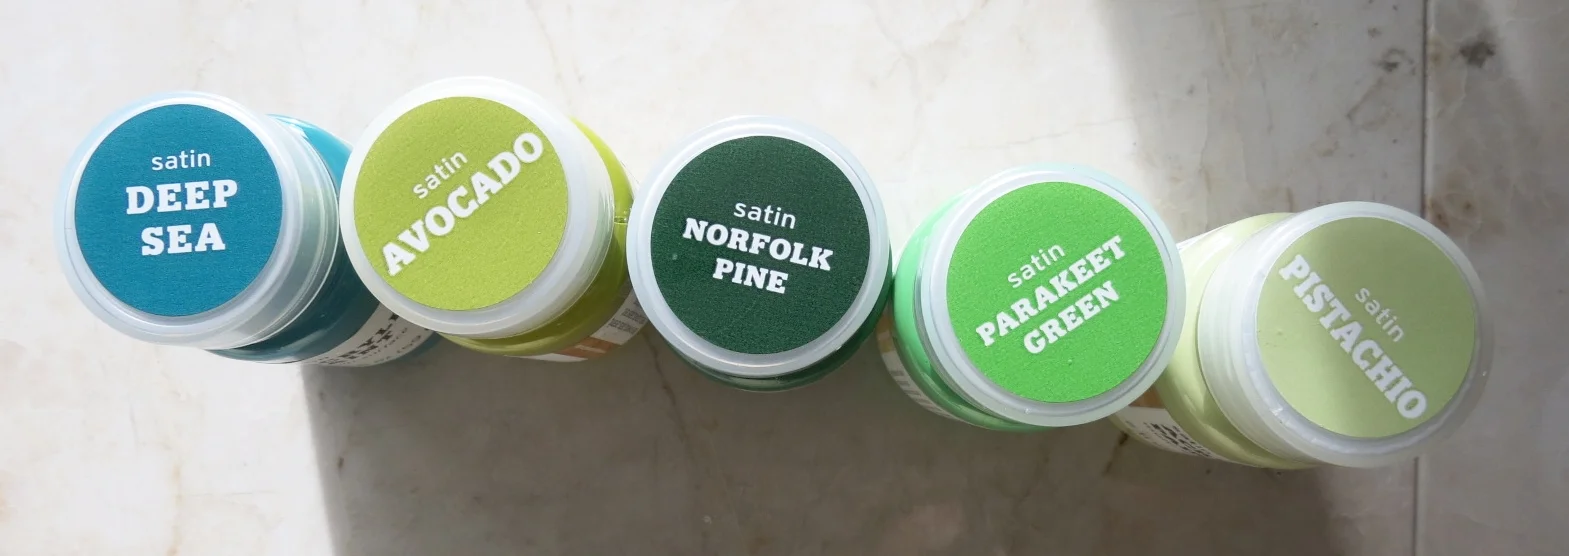 satin
DEEP
SEA
satin
AVOCADO
satin
NORFOLK
PINE
satin
PARAKEET
GREEN
satin
PISTACHIO